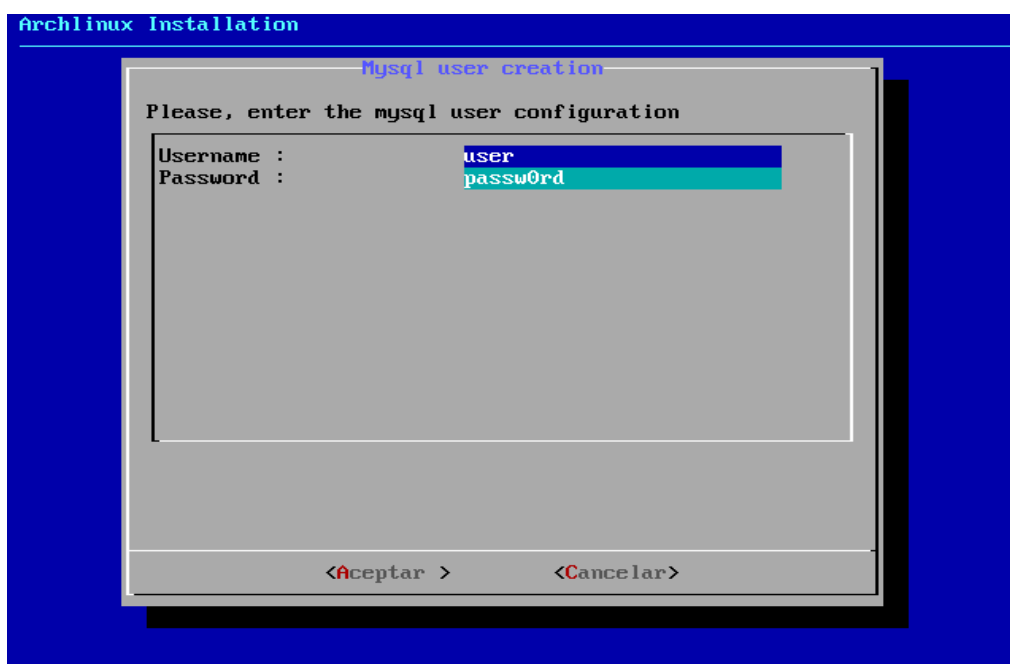 Archlinux Installation
Mysql user creation
Please, enter the mysql user configuration
Username : user
Password : passw0rd
<Aceptar > <Cancelar>